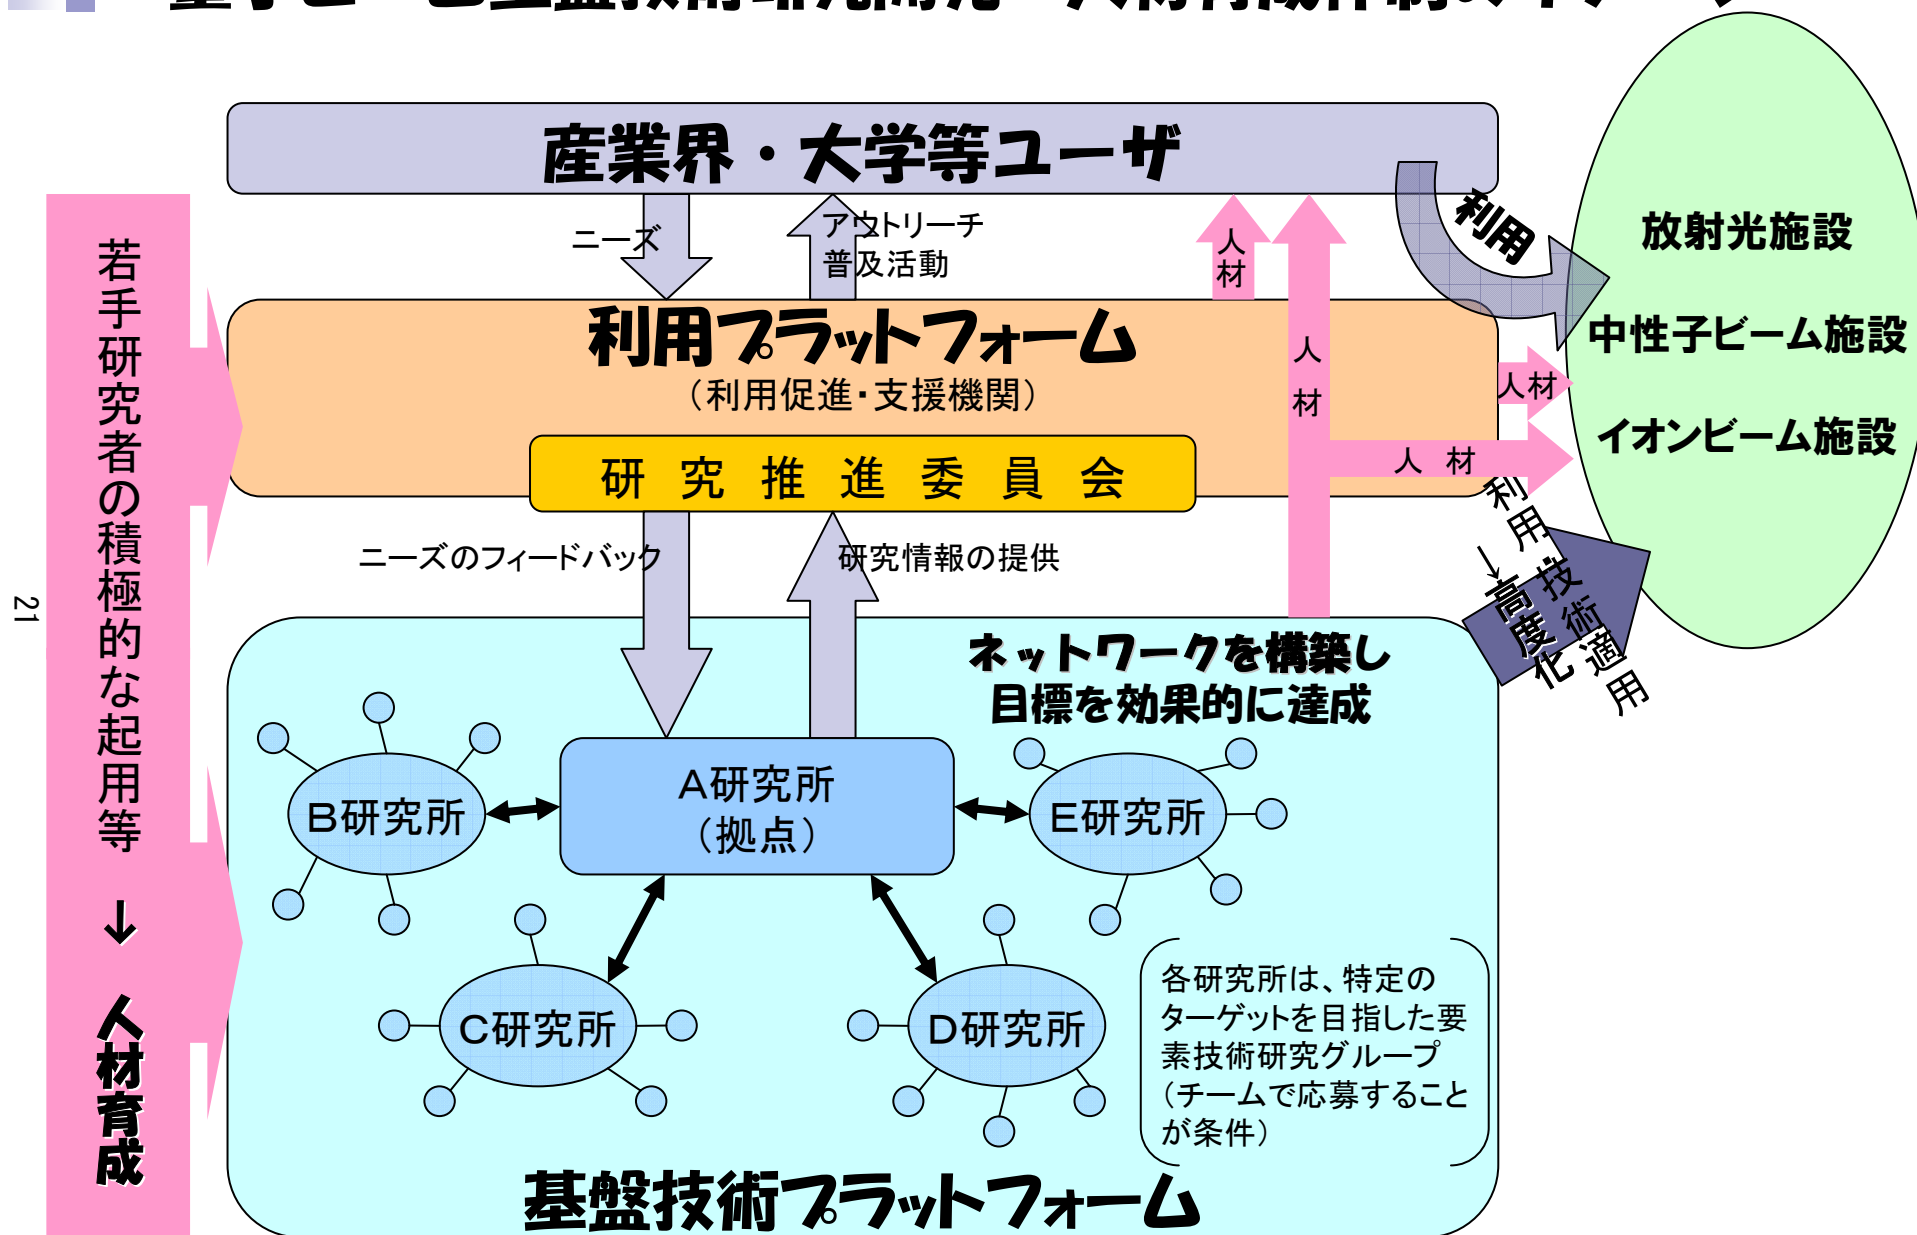 産業界・大学等ユーザ
ニーズ
アウトリーチ
普及活動
人材
人材
利用
放射光施設
中性子ビーム施設
イオンビーム施設
利用プラットフォーム
（利用促進・支援機関）
人材
人 材
研 究 推 進 委 員 会
ニーズのフィードバック
研究情報の提供
利用技術適用
→高度化
若手研究者の積極的な起用等 → 人材育成
21
ネットワークを構築し
目標を効果的に達成
A研究所
（拠点）
B研究所
E研究所
C研究所
D研究所
各研究所は、特定の
ターゲットを目指した要
素技術研究グループ
（チームで応募すること
が条件）
基盤技術プラットフォーム